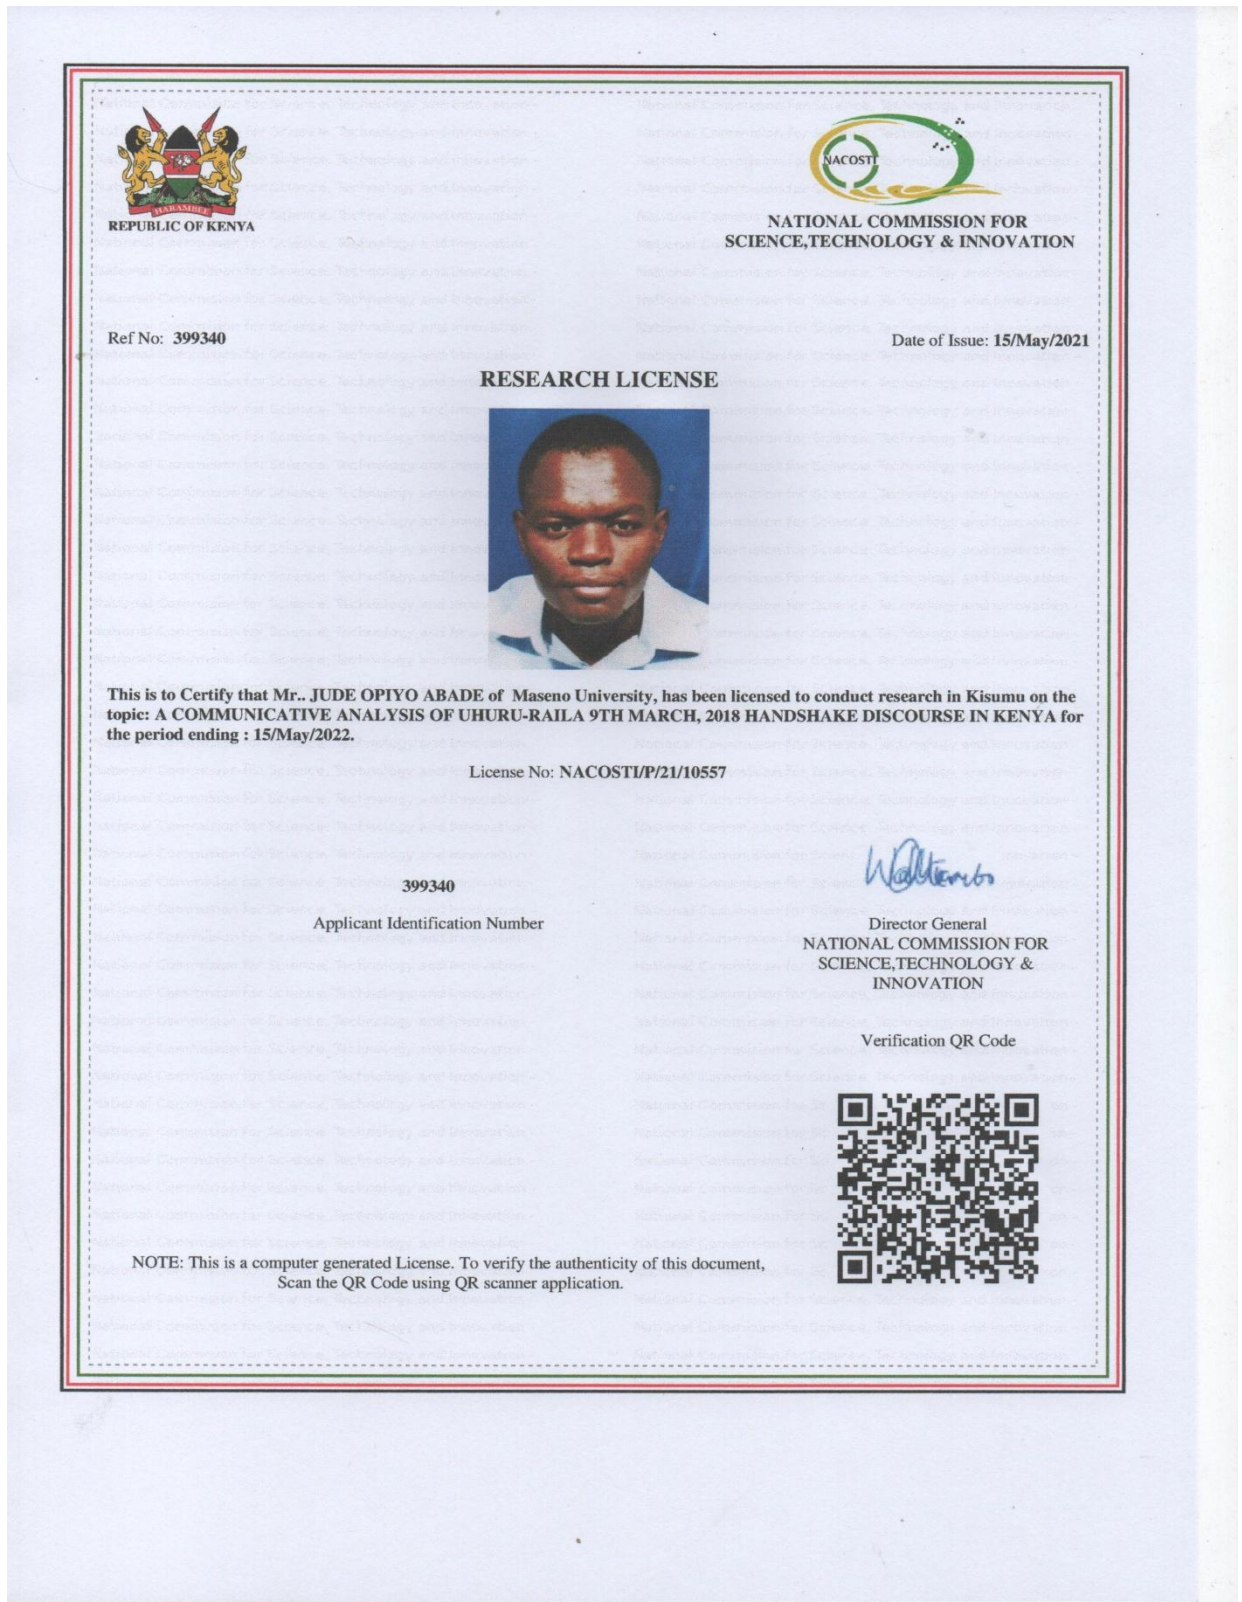 HARAMBEE
REPUBLIC OF KENYA
NACOSTI
NATIONAL COMMISSION FOR
SCIENCE,TECHNOLOGY & INNOVATION
Ref No: 399340
Date of Issue: 15/May/2021
RESEARCH LICENSE
This is to Certify that Mr.. JUDE OPIYO ABADE of Maseno University, has been licensed to conduct research in Kisumu on the
topic: A COMMUNICATIVE ANALYSIS OF UHURU-RAILA 9TH MARCH, 2018 HANDSHAKE DISCOURSE IN KENYA for
the period ending : 15/May/2022.
License No: NACOSTI/P/21/10557
399340
Applicant Identification Number
Director General
NATIONAL COMMISSION FOR
SCIENCE,TECHNOLOGY &
INNOVATION
Verification QR Code
NOTE: This is a computer generated License. To verify the authenticity of this document,
Scan the QR Code using QR scanner application.